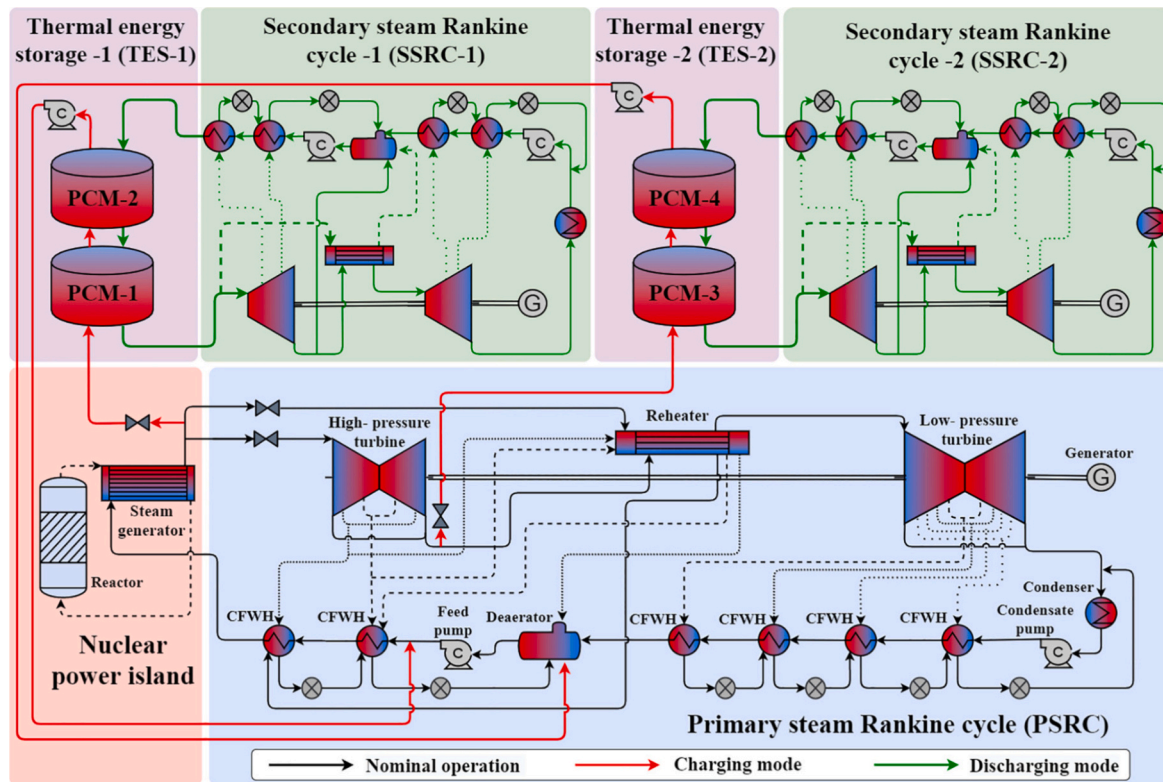 Thermal energy
storage -1 (TES-1)
Secondary steam Rankine
cycle -1 (SSRC-1)
Thermal energy
storage -2 (TES-2)
Secondary steam Rankine
cycle -2 (SSRC-2)
C
C
C
C
C
C
PCM-2
PCM-1
G
PCM-4
PCM-3
G
High- pressure
turbine
Reheater
Low- pressure
turbine
Generator
G
Steam
generator
Reactor
Nuclear
power island
CFWH
CFWH
Feed
pump
C
Deaerator
CFWH
CFWH
CFWH
CFWH
Condenser
Condensate
pump
C
Primary steam Rankine cycle (PSRC)
Nominal operation
Charging mode
Discharging mode